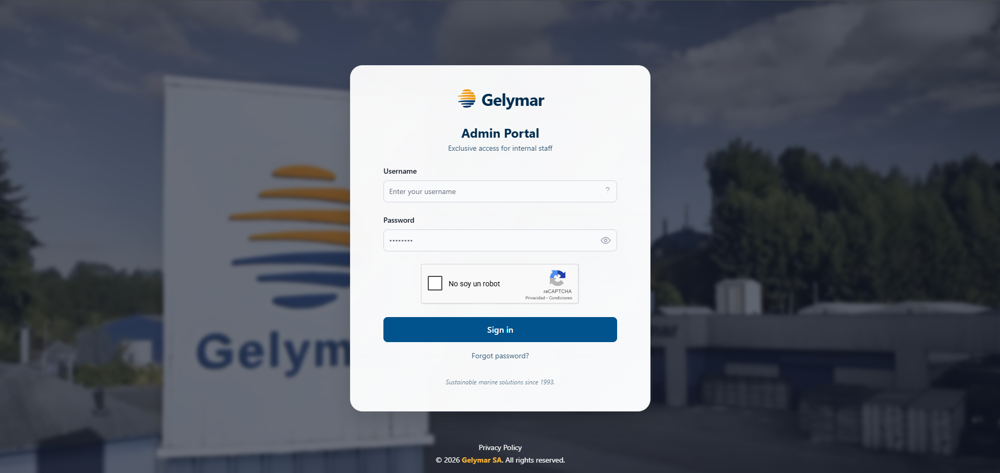 Gelymar
Admin Portal
Exclusive access for internal staff
Username
Enter your username
?
Password
••••••••
No soy un robot
reCAPTCHA
Privacidad - Condiciones
Sign in
Forgot password?
Sustainable marine solutions since 1993.
Gelym
mar
Privacy Policy
© 2026 Gelymar SA. All rights reserved.